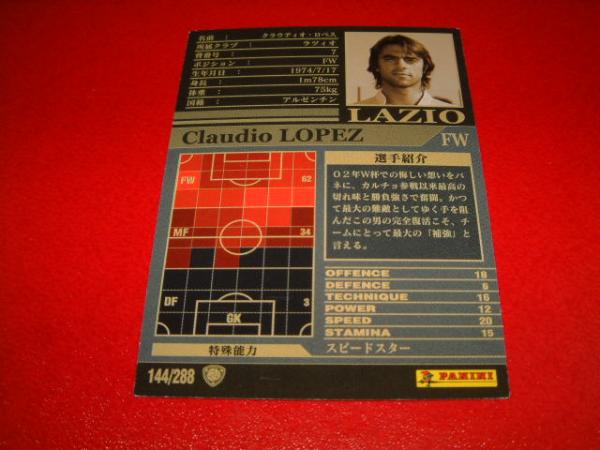 名前 : クラウディオ・ロペス
所属クラブ : ラツィオ
背番号 : 7
ポジション : FW
生年月日 : 1974/7/17
身長 : 1m78cm
体重 : 75kg
国籍 : アルゼンチン
LAZIO
Claudio LOPEZ
FW
FW 62
MF 34
DF 3
GK
選手紹介
02年W杯での悔しい想いをバ
ネに、カルチョ参戦以来最高の
切れ味と勝負強さで奮闘。かつ
て最大の難敵としてゆく手を阻
んだこの男の完全復活こそ、チ
ームにとって最大の「補強」と
言える。
OFFENCE 18
DEFENCE 6
TECHNIQUE 16
POWER 12
SPEED 20
STAMINA 15
特殊能力 スピードスター
144/288
PANINI